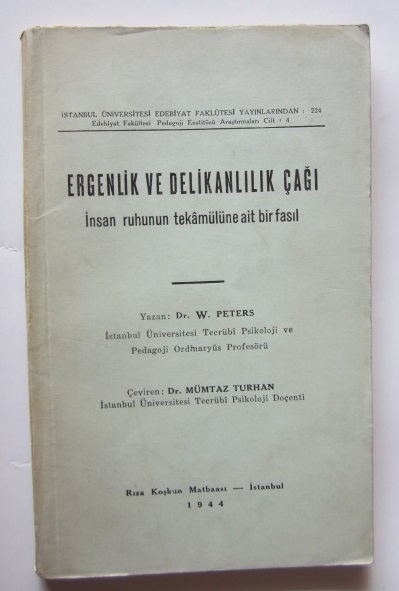 İSTANBUL ÜNİVERSİTESİ EDEBİYAT FAKLÜTESİ YAYINLARINDAN : 224
Edebiyat Fakültesi Pedagoji Enstitüsü Araştırmaları Cilt : 4
ERGENLİK VE DELİKANLILIK ÇAĞI
İnsan ruhunun tekâmülüne ait bir fasıl
Yazan: Dr. W. PETERS
İstanbul Üniversitesi Tecrübî Psikoloji ve
Pedagoji Ordinaryüs Profesörü
Çeviren: Dr. MÜMTAZ TURHAN
İstanbul Üniversitesi Tecrübî Psikoloji Doçenti
Rıza Koşkun Matbaası — İstanbul
1944